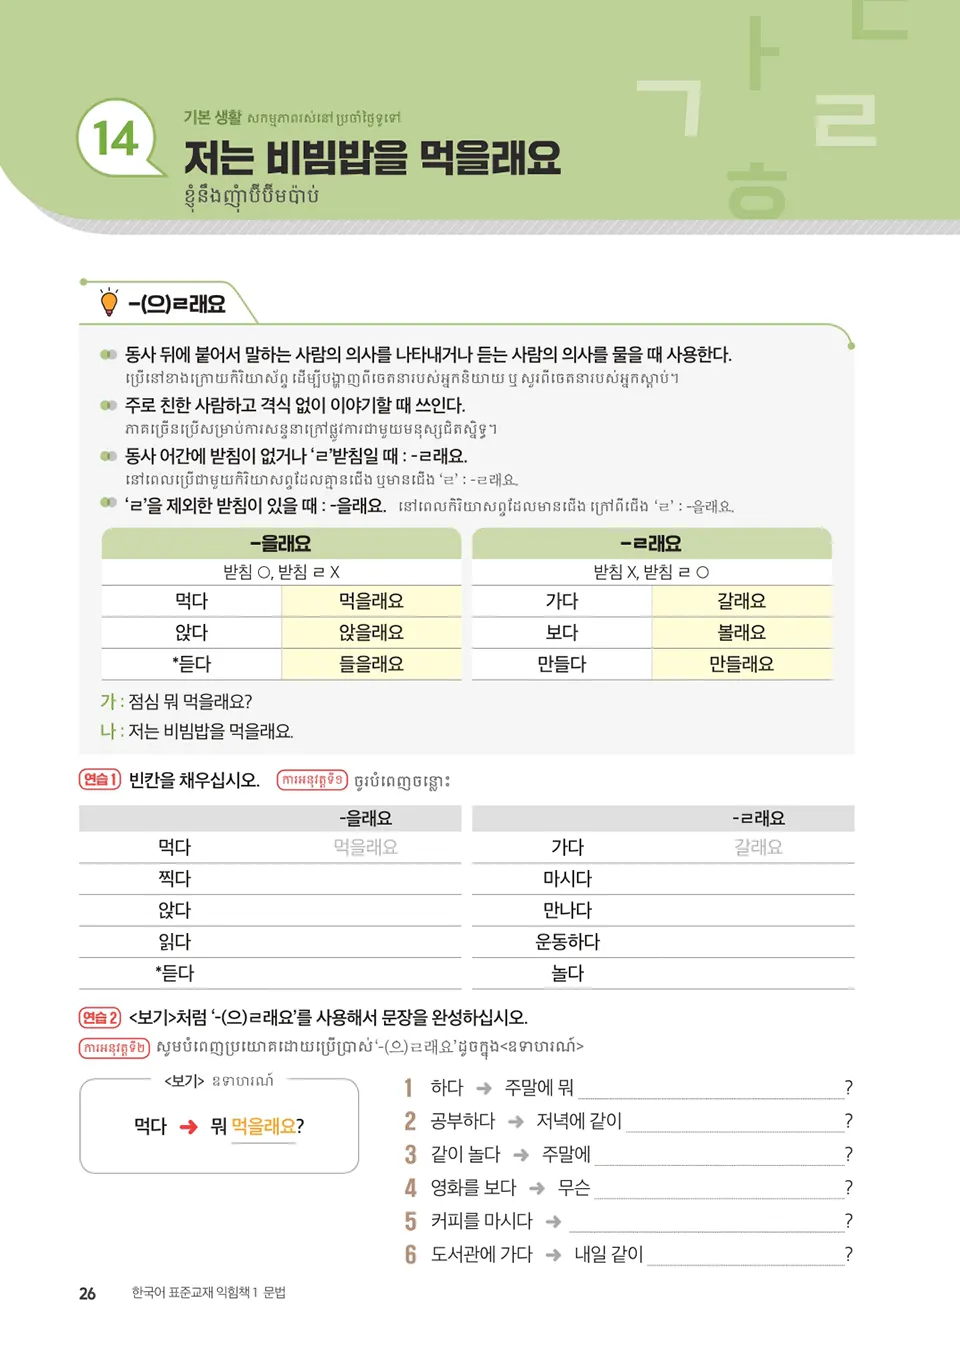 14
기본 생활 សកម្មភាពរស់នៅប្រចាំថ្ងៃទូទៅ
저는 비빔밥을 먹을래요
ខ្ញុំនឹងញ៉ាំប៊ីប៊ីមប៉ាប់
ㄱ ㅏ ㄹ ㄷ ㅎ
-(으)ㄹ래요
동사 뒤에 붙어서 말하는 사람의 의사를 나타내거나 듣는 사람의 의사를 물을 때 사용한다.
ប្រើនៅខាងក្រោយកិរិយាស័ព្ទ ដើម្បីបង្ហាញពីចេតនារបស់អ្នកនិយាយ ឬ សួរពីចេតនារបស់អ្នកស្តាប់។
주로 친한 사람하고 격식 없이 이야기할 때 쓰인다.
ភាគច្រើនប្រើសម្រាប់ការសន្ទនាក្រៅផ្លូវការជាមួយមនុស្សជិតស្និទ្ធ។
동사 어간에 받침이 없거나 ‘ㄹ’받침일 때 : -ㄹ래요.
នៅពេលប្រើជាមួយកិរិយាសព្ទដែលគ្មានជើង ឬមានជើង ‘ㄹ’ : -ㄹ래요.
‘ㄹ’을 제외한 받침이 있을 때 : -을래요. នៅពេលកិរិយាសព្ទដែលមានជើង ក្រៅពីជើង ‘ㄹ’ : -을래요.
-을래요 -ㄹ래요
받침 ○, 받침 ㄹ X 받침 X, 받침 ㄹ ○
먹다 먹을래요 가다 갈래요
앉다 앉을래요 보다 볼래요
*듣다 들을래요 만들다 만들래요
가 : 점심 뭐 먹을래요?
나 : 저는 비빔밥을 먹을래요.
연습 1 빈칸을 채우십시오. ការអនុវត្តទី១ ចូរបំពេញចន្លោះ
-을래요 -ㄹ래요
먹다 먹을래요 가다 갈래요
찍다 마시다
앉다 만나다
읽다 운동하다
*듣다 놀다
연습 2 <보기>처럼 ‘-(으)ㄹ래요’를 사용해서 문장을 완성하십시오.
ការអនុវត្តទី២ សូមបំពេញប្រយោគដោយប្រើប្រាស់ ‘-(으)ㄹ래요’ ដូចក្នុង<ឧទាហរណ៍>
<보기> ឧទាហរណ៍
먹다 ➜ 뭐 먹을래요?
1 하다 ➜ 주말에 뭐 ?
2 공부하다 ➜ 저녁에 같이 ?
3 같이 놀다 ➜ 주말에 ?
4 영화를 보다 ➜ 무슨 ?
5 커피를 마시다 ➜ ?
6 도서관에 가다 ➜ 내일 같이 ?
26 한국어 표준교재 익힘책 1 문법